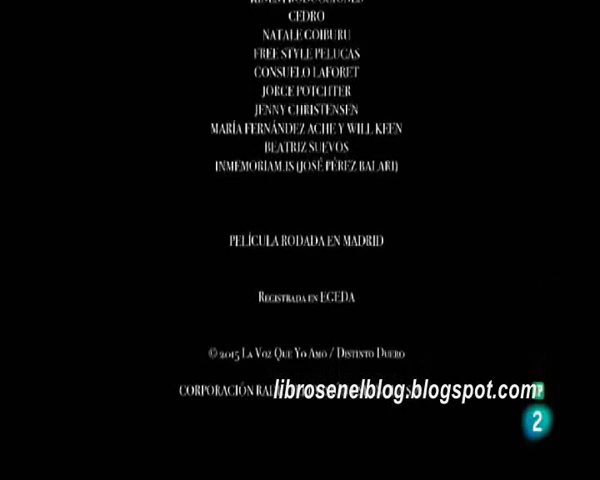 CEDRO
NATALE COIBURU
FREE STYLE PELUCAS
CONSUELO LAFORET
JORGE POTCHTER
JENNY CHRISTENSEN
MARÍA FERNÁNDEZ ACHE Y WILL KEEN
BEATRIZ SUEVOS
INMEMORIAM.IS (JOSÉ PÉREZ BALARI)
PELÍCULA RODADA EN MADRID
REGISTRADA EN EGEDA
© 2015 LA VOZ QUE YO AMO / DISTINTO DUERO
CORPORACIÓN
librosenelblog.blogspot.com
2